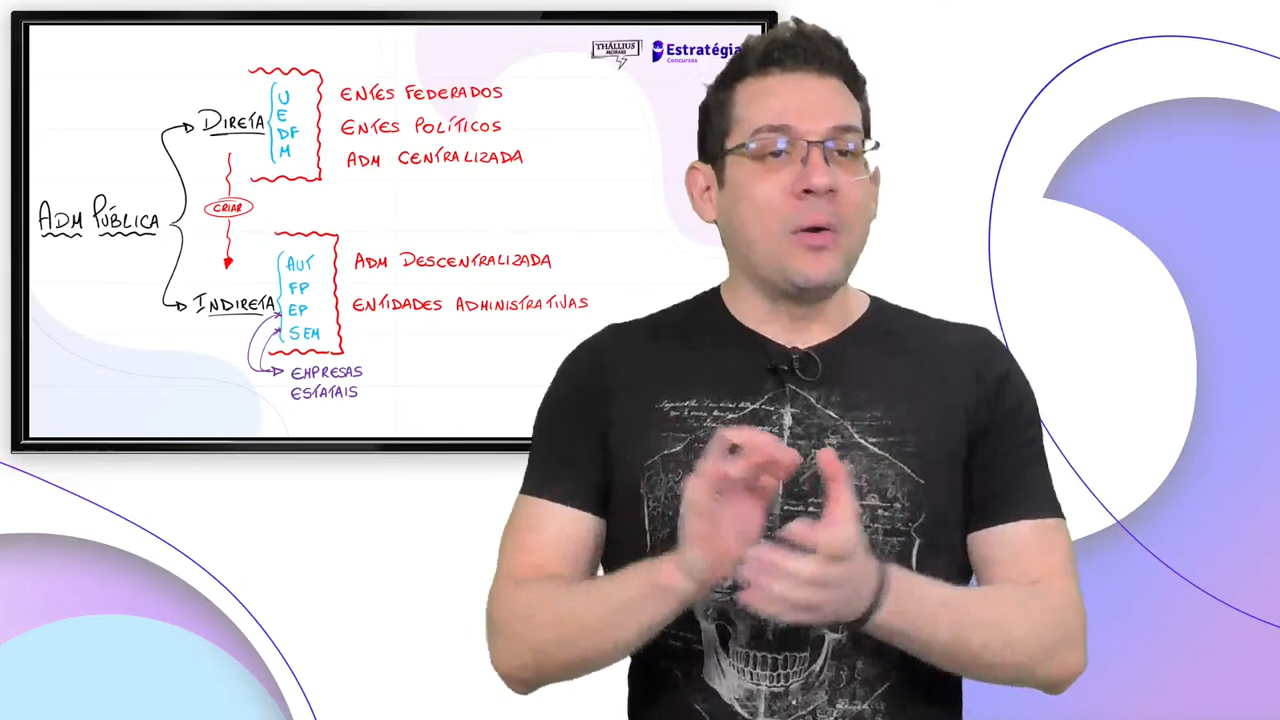 THÁLLIUS
MORAES
Estratégia
Concursos
ADM PÚBLICA
DIRETA
U
E
DF
M
ENTES FEDERADOS
ENTES POLÍTICOS
ADM CENTRALIZADA
CRIAR
INDIRETA
AUT
FP
EP
SEM
ADM DESCENTRALIZADA
ENTIDADES ADMINISTRATIVAS
EMPRESAS
ESTATAIS